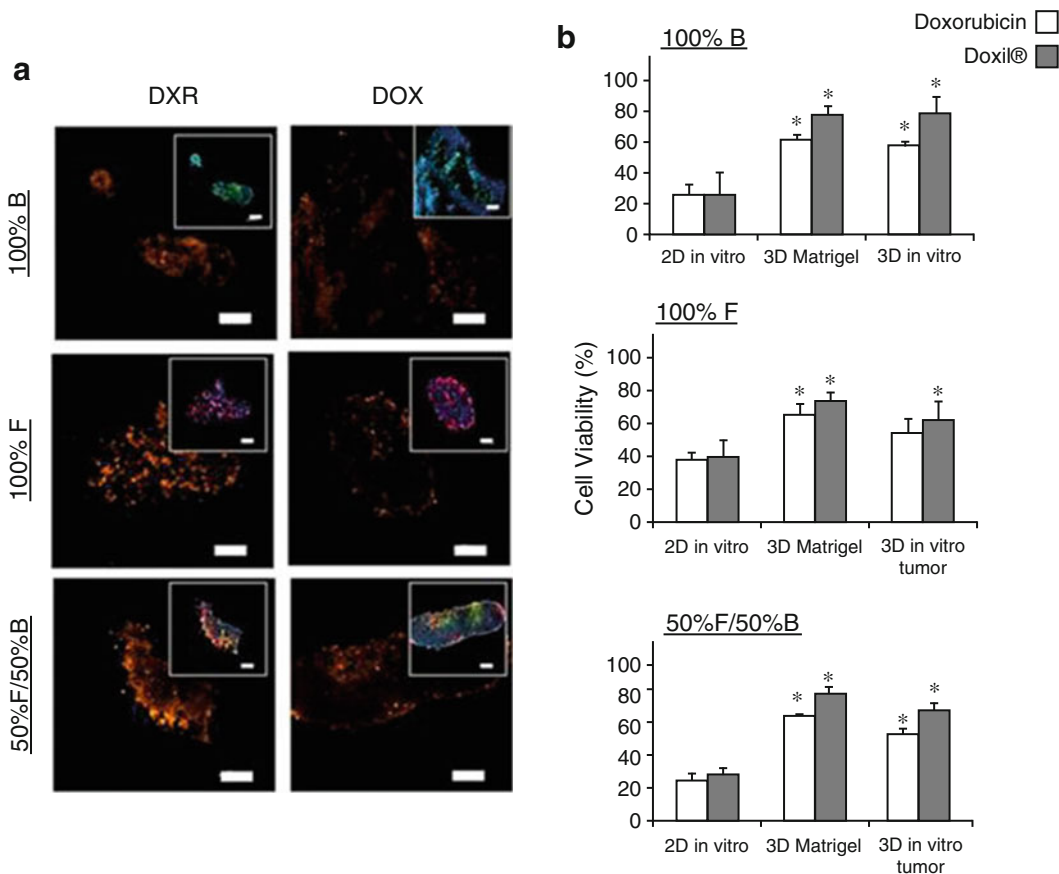 a
DXR DOX
100% B
100% F
50%F/50%B
b
Doxorubicin
Doxil®
100% B
100
80
60
40
20
0
* * * *
2D in vitro 3D Matrigel 3D in vitro
Cell Viability (%)
100% F
100
80
60
40
20
0
* * *
2D in vitro 3D Matrigel 3D in vitro
tumor
50%F/50%B
100
80
60
40
20
0
* * * *
2D in vitro 3D Matrigel 3D in vitro
tumor